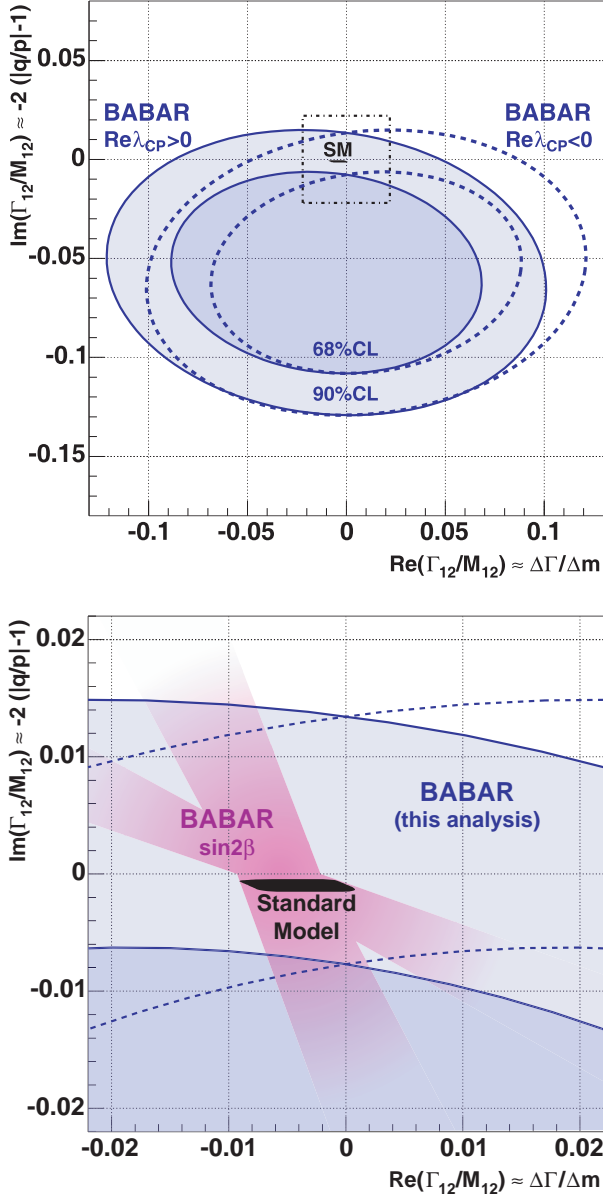 Im(Γ12/M12) ≈ -2 (|q/p|-1)
0.05
0
-0.05
-0.1
-0.15
BABAR
ReλCP>0
BABAR
ReλCP<0
SM
68%CL
90%CL
-0.1 -0.05 0 0.05 0.1
Re(Γ12/M12) ≈ ΔΓ/Δm
Im(Γ12/M12) ≈ -2 (|q/p|-1)
0.02
0.01
0
-0.01
-0.02
BABAR
sin2β
BABAR
(this analysis)
Standard
Model
-0.02 -0.01 0 0.01 0.02
Re(Γ12/M12) ≈ ΔΓ/Δm